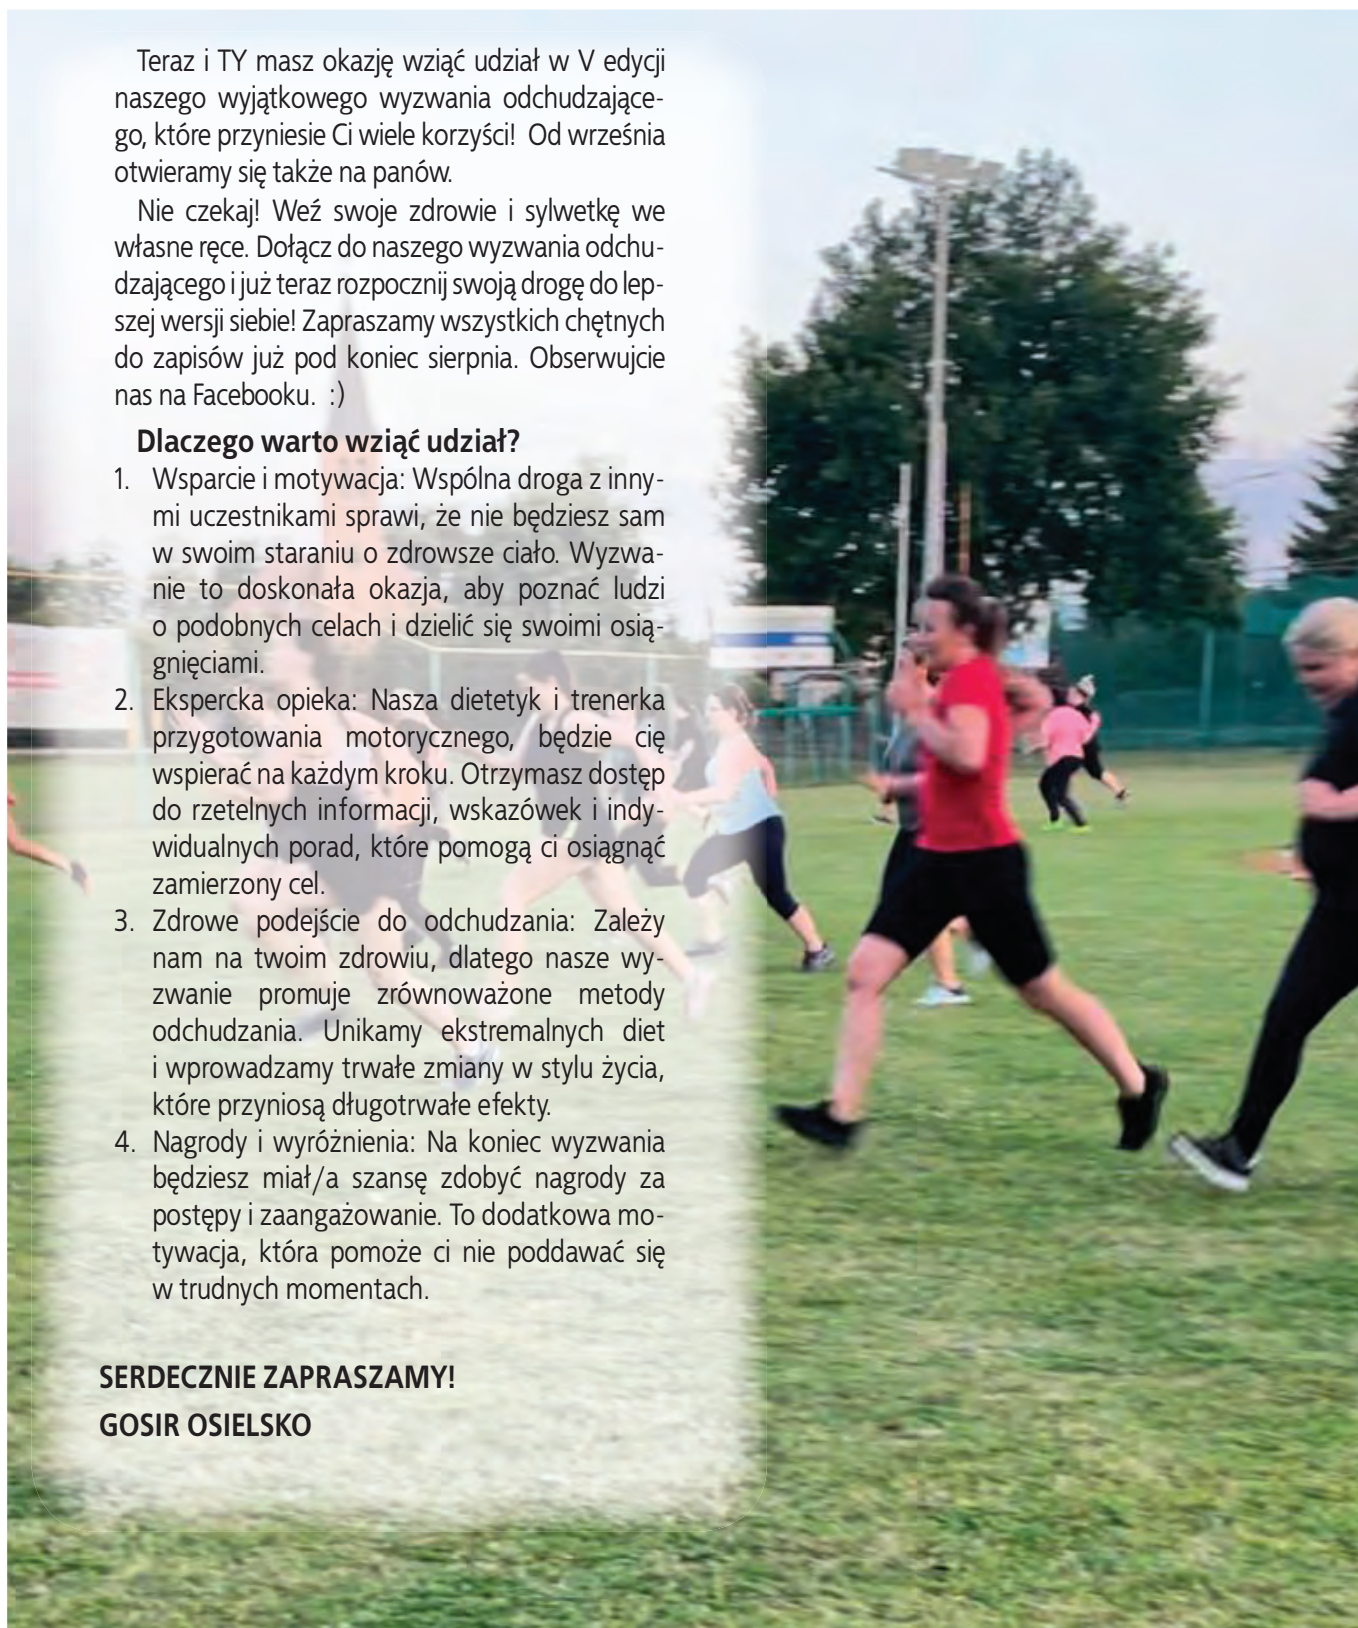 Teraz i TY masz okazję wziąć udział w V edycji
naszego wyjątkowego wyzwania odchudzające-
go, które przyniesie Ci wiele korzyści! Od września
otwieramy się także na panów.
Nie czekaj! Weź swoje zdrowie i sylwetkę we
własne ręce. Dołącz do naszego wyzwania odchu-
dzającego i już teraz rozpocznij swoją drogę do lep-
szej wersji siebie! Zapraszamy wszystkich chętnych
do zapisów już pod koniec sierpnia. Obserwujcie
nas na Facebooku. :)
Dlaczego warto wziąć udział?
1. Wsparcie i motywacja: Wspólna droga z inny-
mi uczestnikami sprawi, że nie będziesz sam
w swoim staraniu o zdrowsze ciało. Wyzwa-
nie to doskonała okazja, aby poznać ludzi
o podobnych celach i dzielić się swoimi osią-
gnięciami.
2. Ekspercka opieka: Nasza dietetyk i trenerka
przygotowania motorycznego, będzie cię
wspierać na każdym kroku. Otrzymasz dostęp
do rzetelnych informacji, wskazówek i indy-
widualnych porad, które pomogą ci osiągnąć
zamierzony cel.
3. Zdrowe podejście do odchudzania: Zależy
nam na twoim zdrowiu, dlatego nasze wy-
zwanie promuje zrównoważone metody
odchudzania. Unikamy ekstremalnych diet
i wprowadzamy trwałe zmiany w stylu życia,
które przyniosą długotrwałe efekty.
4. Nagrody i wyróżnienia: Na koniec wyzwania
będziesz miał/a szansę zdobyć nagrody za
postępy i zaangażowanie. To dodatkowa mo-
tywacja, która pomoże ci nie poddawać się
w trudnych momentach.
SERDECZNIE ZAPRASZAMY!
GOSIR OSIELSKO